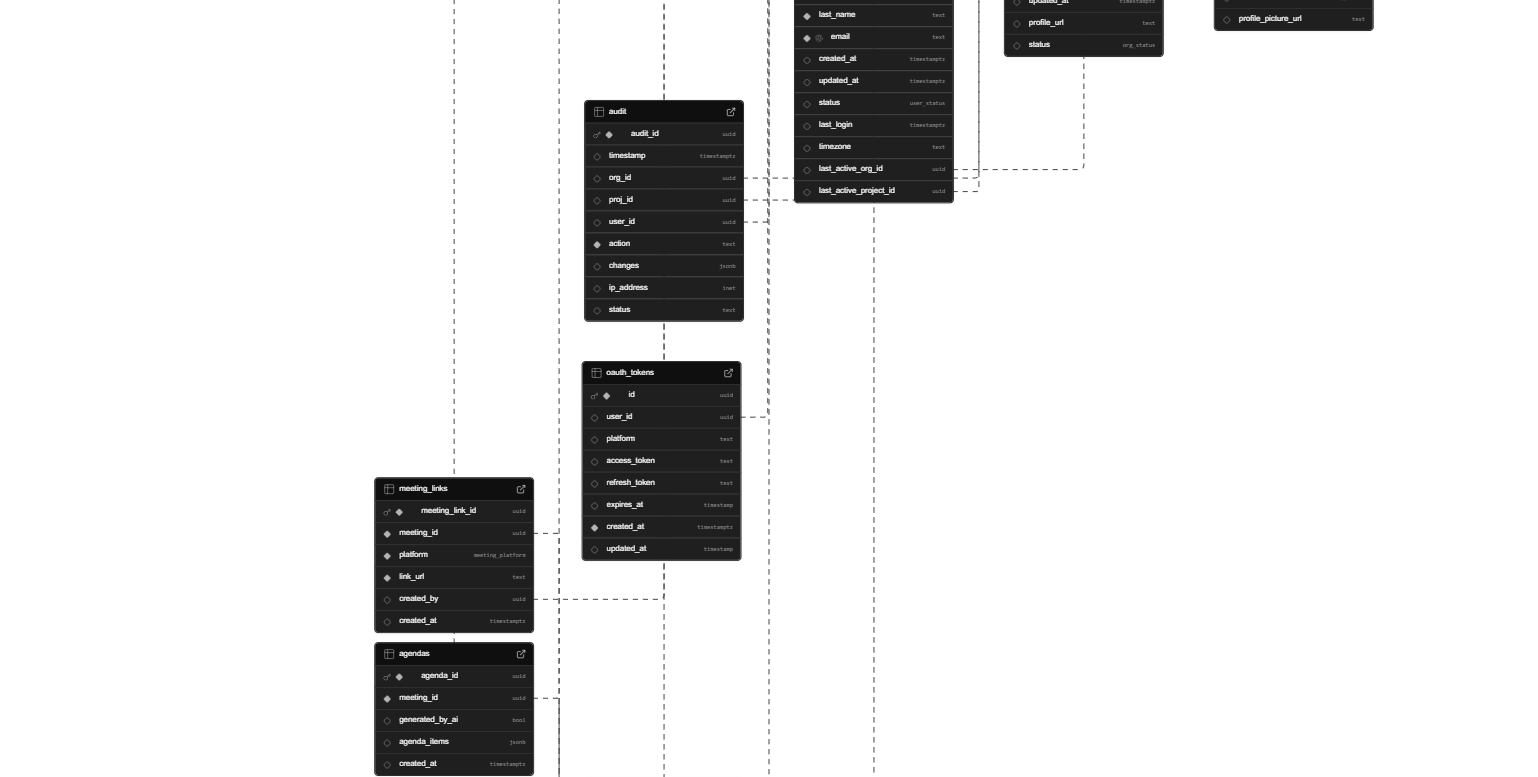 last_name text
email text
created_at timestamptz
updated_at timestamptz
status user_status
last_login timestamptz
timezone text
last_active_org_id uuid
last_active_project_id uuid
updated_at timestamptz
profile_url text
status org_status
profile_picture_url text
audit
audit_id uuid
timestamp timestamptz
org_id uuid
proj_id uuid
user_id uuid
action text
changes jsonb
ip_address inet
status text
oauth_tokens
id uuid
user_id uuid
platform text
access_token text
refresh_token text
expires_at timestamp
created_at timestamptz
updated_at timestamp
meeting_links
meeting_link_id uuid
meeting_id uuid
platform meeting_platform
link_url text
created_by uuid
created_at timestamptz
agendas
agenda_id uuid
meeting_id uuid
generated_by_ai bool
agenda_items jsonb
created_at timestamptz